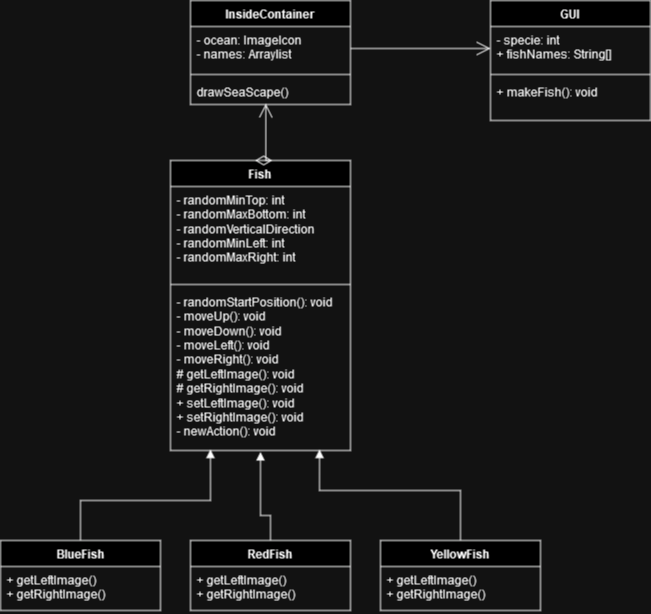 InsideContainer
- ocean: ImageIcon
- names: Arraylist
drawSeaScape()
GUI
- specie: int
+ fishNames: String[]
+ makeFish(): void
Fish
- randomMinTop: int
- randomMaxBottom: int
- randomVerticalDirection
- randomMinLeft: int
- randomMaxRight: int
- randomStartPosition(): void
- moveUp(): void
- moveDown(): void
- moveLeft(): void
- moveRight(): void
# getLeftImage(): void
# getRightImage(): void
+ setLeftImage(): void
+ setRightImage(): void
- newAction(): void
BlueFish
+ getLeftImage()
+ getRightImage()
RedFish
+ getLeftImage()
+ getRightImage()
YellowFish
+ getLeftImage()
+ getRightImage()